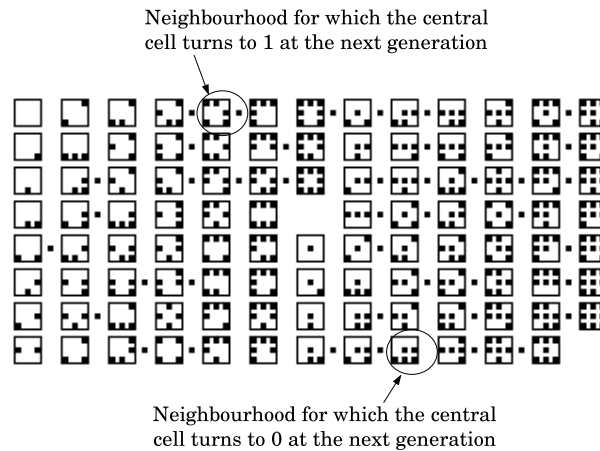 Neighbourhood for which the central
cell turns to 1 at the next generation
Neighbourhood for which the central
cell turns to 0 at the next generation